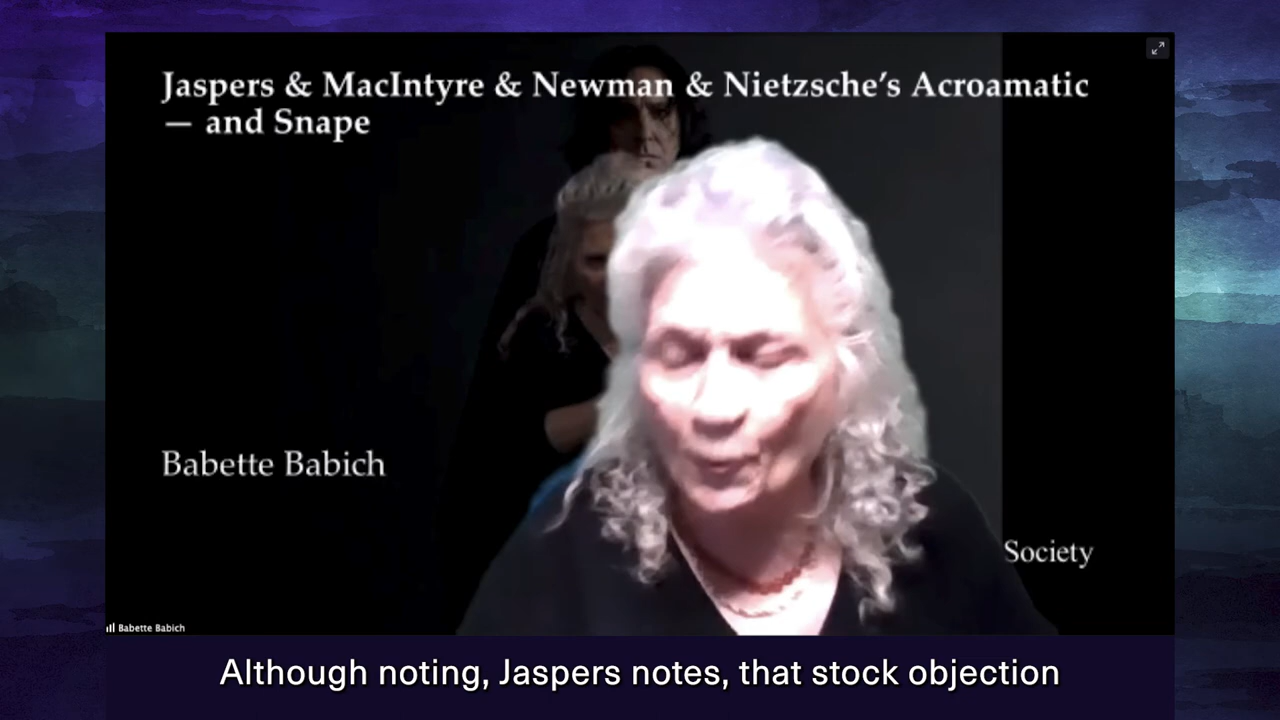 Jaspers & MacIntyre & Newman & Nietzsche's Acroamatic
— and Snape
Babette Babich
Society
Babette Babich
Although noting, Jaspers notes, that stock objection